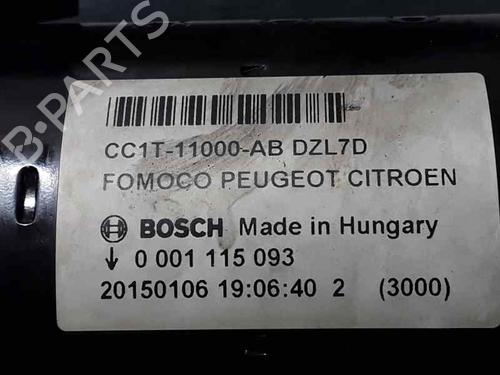 B-PARTS
CC1T-11000-AB DZL7D
FOMOCO PEUGEOT CITROEN
BOSCH Made in Hungary
↓ 0 001 115 093
20150106 19:06:40 2 (3000)